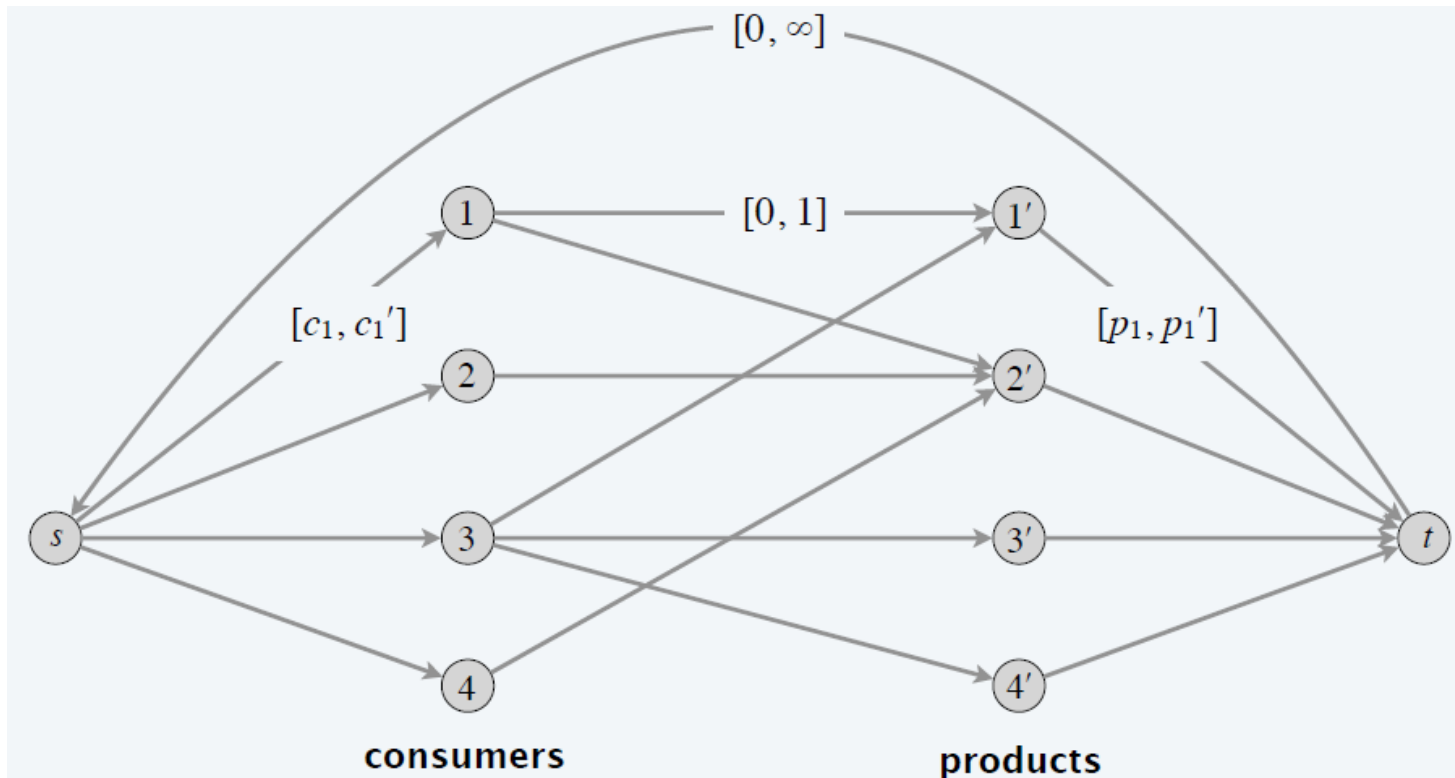 [0, ∞]
1
[0, 1]
1′
[c₁, c₁′]
[p₁, p₁′]
2
2′
s
3
3′
t
4
4′
consumers
products